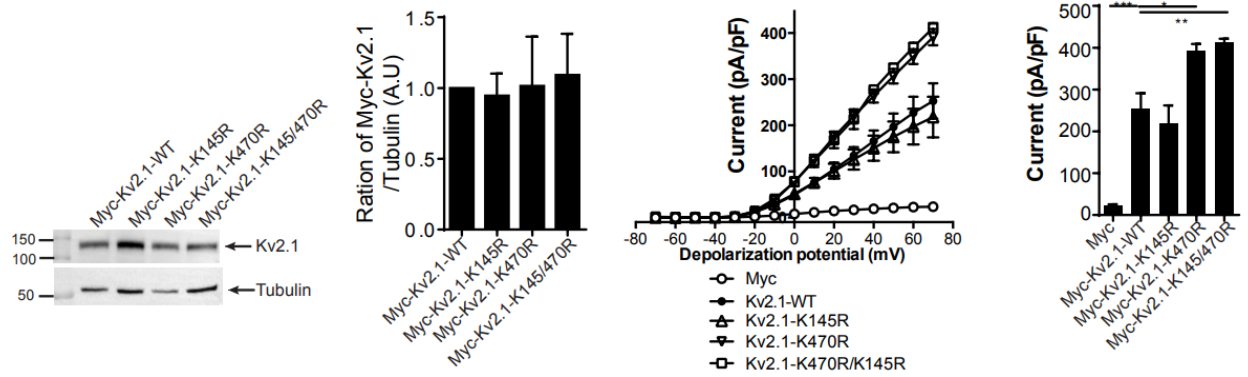 Myc-Kv2.1-WT
Myc-Kv2.1-K145R
Myc-Kv2.1-K470R
Myc-Kv2.1-K145/470R
150
100
50
Kv2.1
Tubulin
Ration of Myc-Kv2.1
/Tubulin (A.U)
1.5
1.0
0.5
0.0
Myc-Kv2.1-WT
Myc-Kv2.1-K145R
Myc-Kv2.1-K470R
Myc-Kv2.1-K145/470R
Current (pA/pF)
400
300
200
100
-80 -60 -40 -20 0 20 40 60 80
Depolarization potential (mV)
Myc
Kv2.1-WT
Kv2.1-K145R
Kv2.1-K470R
Kv2.1-K470R/K145R
Current (pA/pF)
500
400
300
200
100
0
*** *
**
Myc
Myc-Kv2.1-WT
Myc-Kv2.1-K145R
Myc-Kv2.1-K470R
Myc-Kv2.1-K145/470R